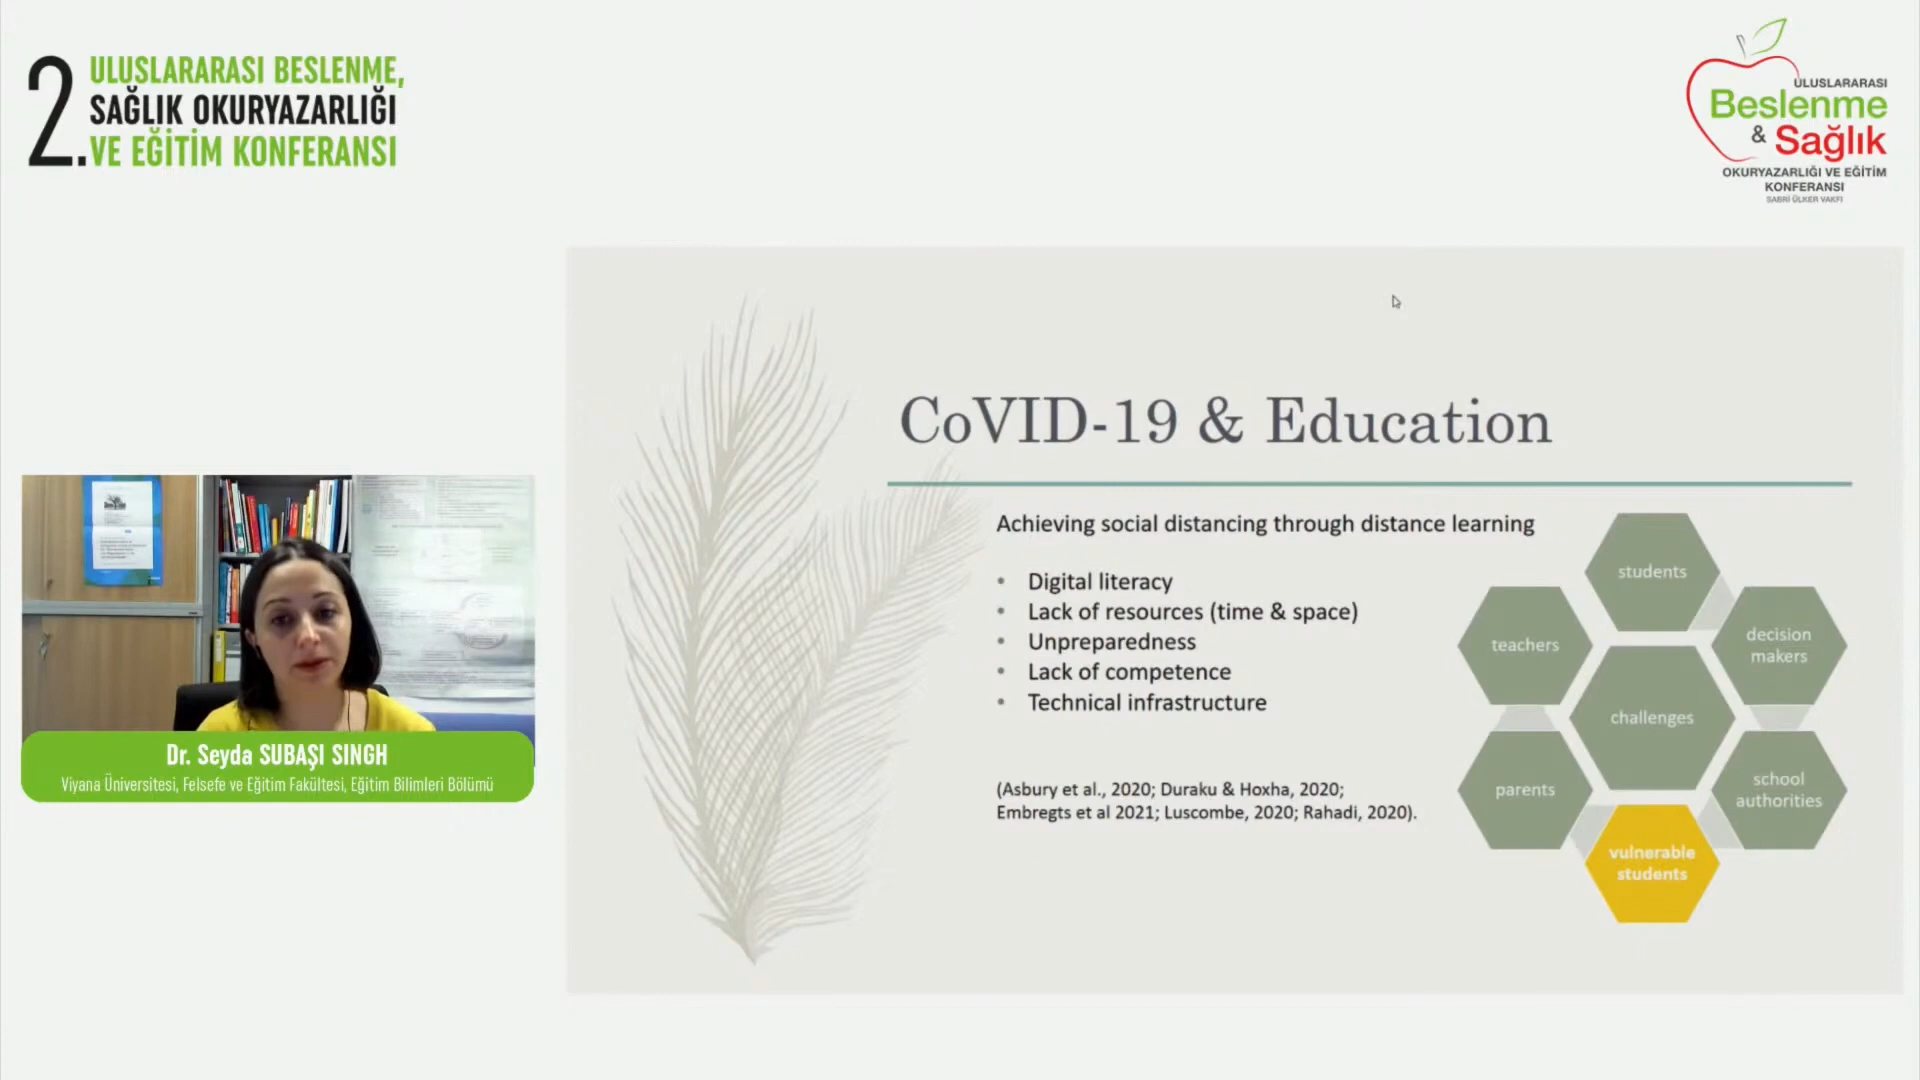 2. ULUSLARARASI BESLENME,
SAĞLIK OKURYAZARLIĞI
VE EĞİTİM KONFERANSI
ULUSLARARASI
Beslenme
& Sağlık
OKURYAZARLIĞI VE EĞİTİM
KONFERANSI
SABRİ ÜLKER VAKFI
CoVID-19 & Education
Achieving social distancing through distance learning
• Digital literacy
• Lack of resources (time & space)
• Unpreparedness
• Lack of competence
• Technical infrastructure
(Asbury et al., 2020; Duraku & Hoxha, 2020;
Embregts et al 2021; Luscombe, 2020; Rahadi, 2020).
students
teachers
decision
makers
challenges
parents
school
authorities
vulnerable
students
Dr. Seyda SUBAŞI SINGH
Viyana Üniversitesi, Felsefe ve Eğitim Fakültesi, Eğitim Bilimleri Bölümü